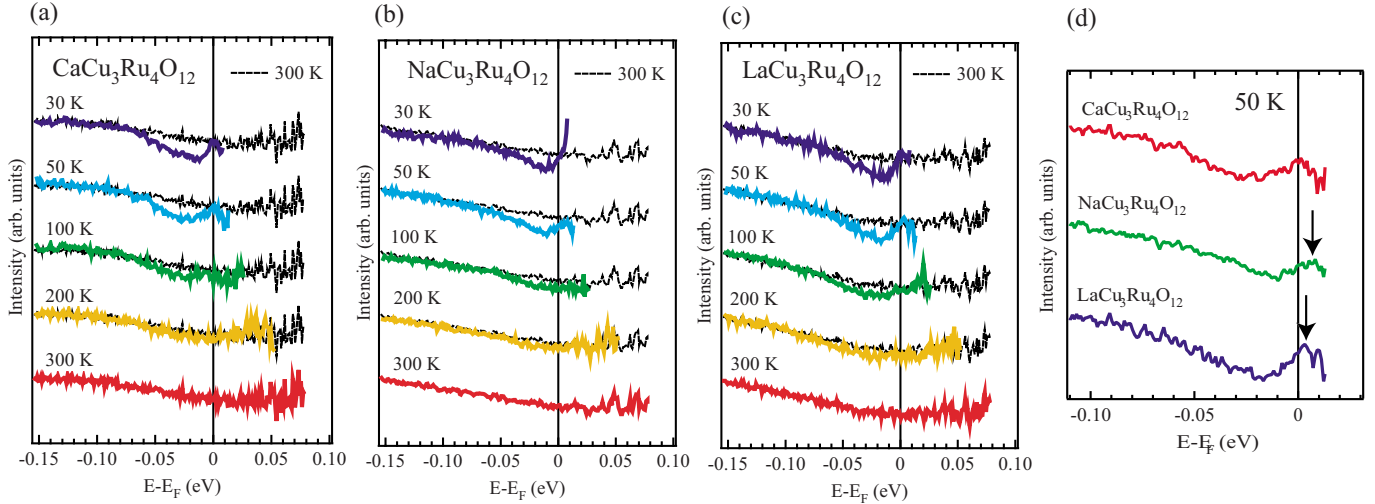 (a)
CaCu3Ru4O12
300 K
30 K
50 K
100 K
200 K
300 K
Intensity (arb. units)
-0.15 -0.10 -0.05 0 0.05 0.10
E-EF (eV)
(b)
NaCu3Ru4O12
300 K
30 K
50 K
100 K
200 K
300 K
Intensity (arb. units)
-0.15 -0.10 -0.05 0 0.05 0.10
E-EF (eV)
(c)
LaCu3Ru4O12
300 K
30 K
50 K
100 K
200 K
300 K
Intensity (arb. units)
-0.15 -0.10 -0.05 0 0.05 0.10
E-EF (eV)
(d)
50 K
CaCu3Ru4O12
NaCu3Ru4O12
LaCu3Ru4O12
Intensity (arb. units)
-0.10 -0.05 0
E-EF (eV)